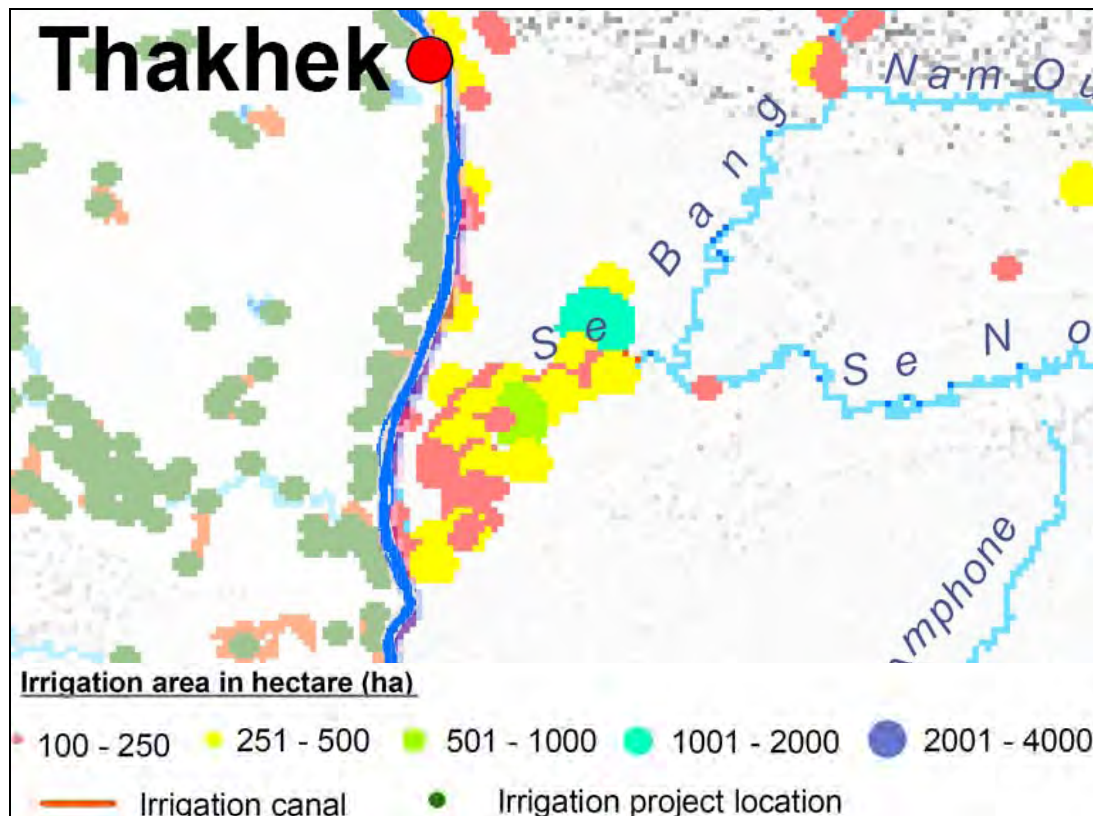 Thakhek
Nam Ou
Se Bang
Se No
amphone
Irrigation area in hectare (ha)
100 - 250 251 - 500 501 - 1000 1001 - 2000 2001 - 4000
Irrigation canal Irrigation project location